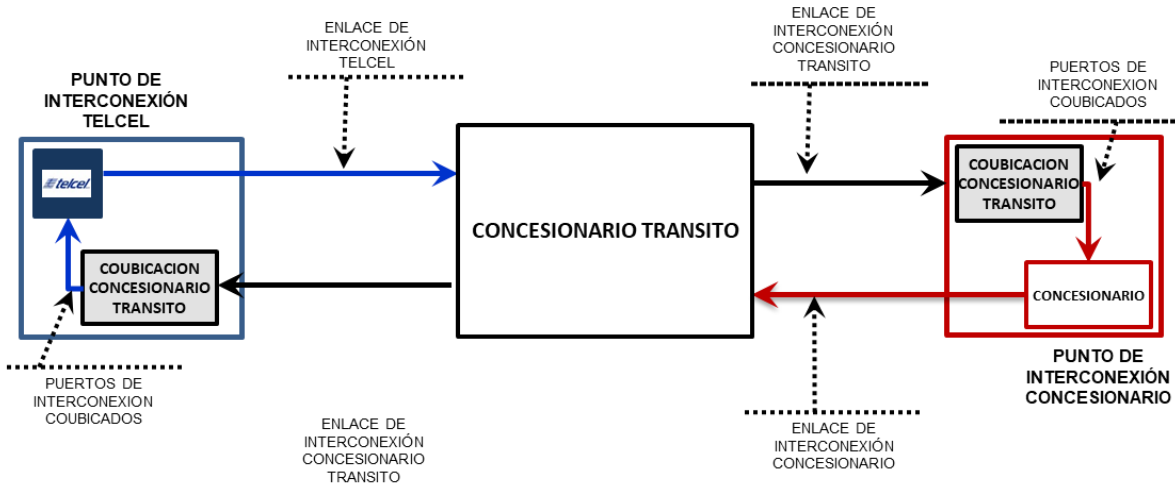 ENLACE DE
INTERCONEXIÓN
TELCEL
ENLACE DE
INTERCONEXIÓN
CONCESIONARIO
TRANSITO
PUERTOS DE
INTERCONEXION
COUBICADOS
PUNTO DE
INTERCONEXIÓN
TELCEL
telcel
COUBICACION
CONCESIONARIO
TRANSITO
CONCESIONARIO TRANSITO
COUBICACION
CONCESIONARIO
TRANSITO
CONCESIONARIO
PUERTOS DE
INTERCONEXION
COUBICADOS
ENLACE DE
INTERCONEXIÓN
CONCESIONARIO
TRANSITO
ENLACE DE
INTERCONEXIÓN
CONCESIONARIO
PUNTO DE
INTERCONEXIÓN
CONCESIONARIO